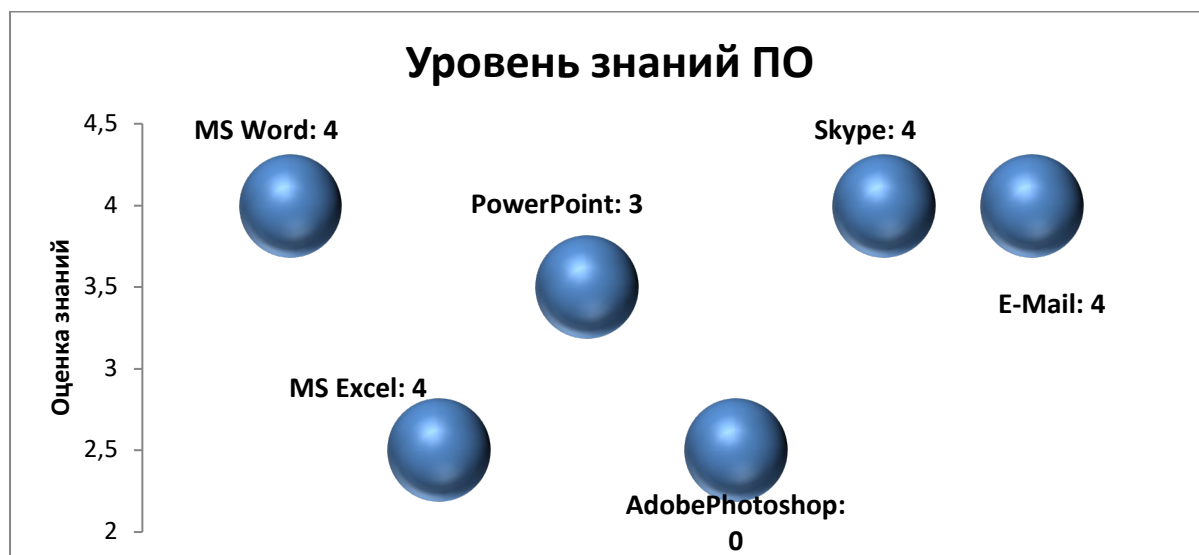 Уровень знаний ПО
Оценка знаний
4,5
4
3,5
3
2,5
2
MS Word: 4
MS Excel: 4
PowerPoint: 3
AdobePhotoshop:
0
Skype: 4
E-Mail: 4